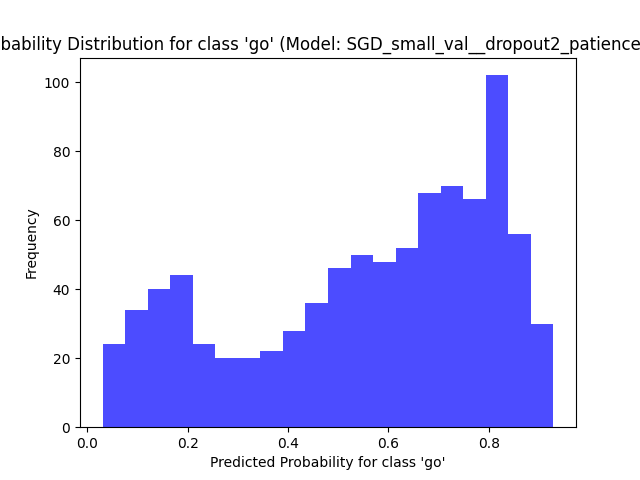 bability Distribution for class 'go' (Model: SGD_small_val__dropout2_patience
100
80
60
40
20
0
Frequency
0.0 0.2 0.4 0.6 0.8
Predicted Probability for class 'go'